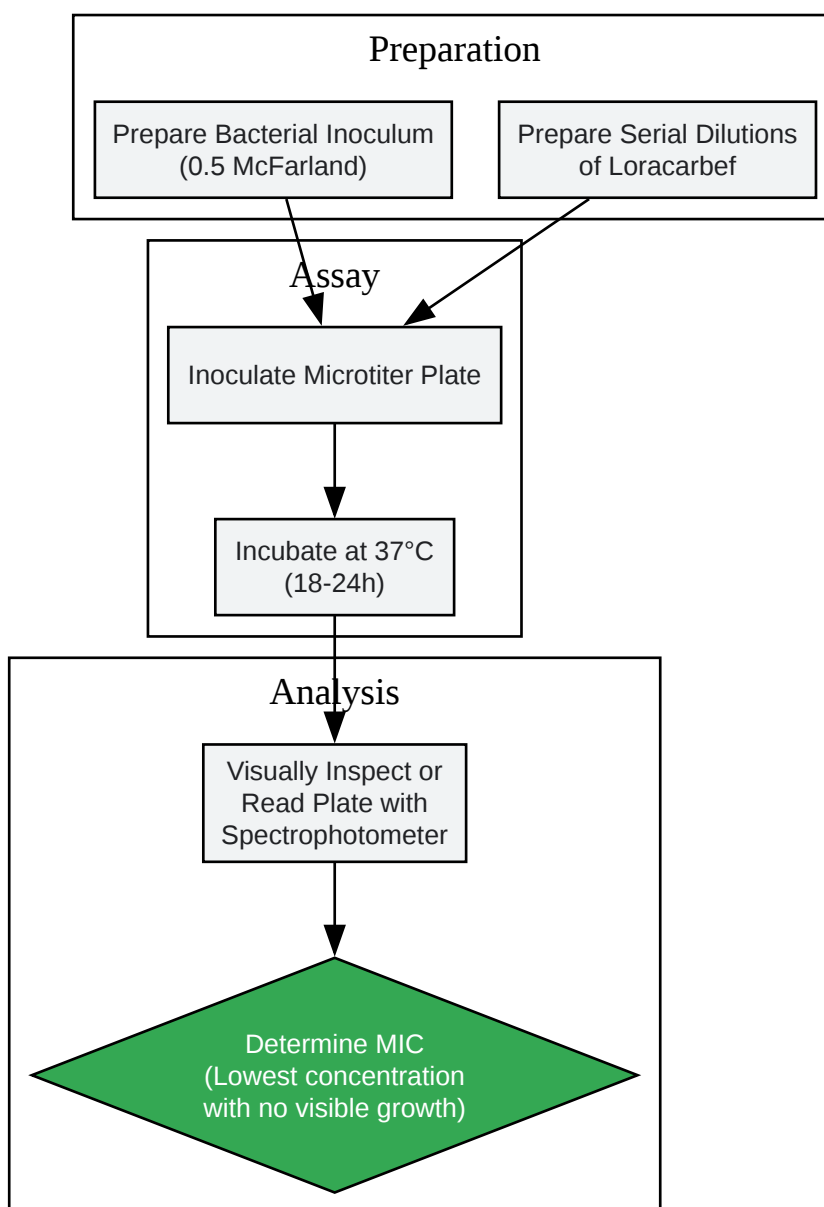 Preparation
Prepare Bacterial Inoculum
(0.5 McFarland)
Prepare Serial Dilutions
of Loracarbef
Assay
Inoculate Microtiter Plate
Incubate at 37°C
(18-24h)
Analysis
Visually Inspect or
Read Plate with
Spectrophotometer
Determine MIC
(Lowest concentration
with no visible growth)